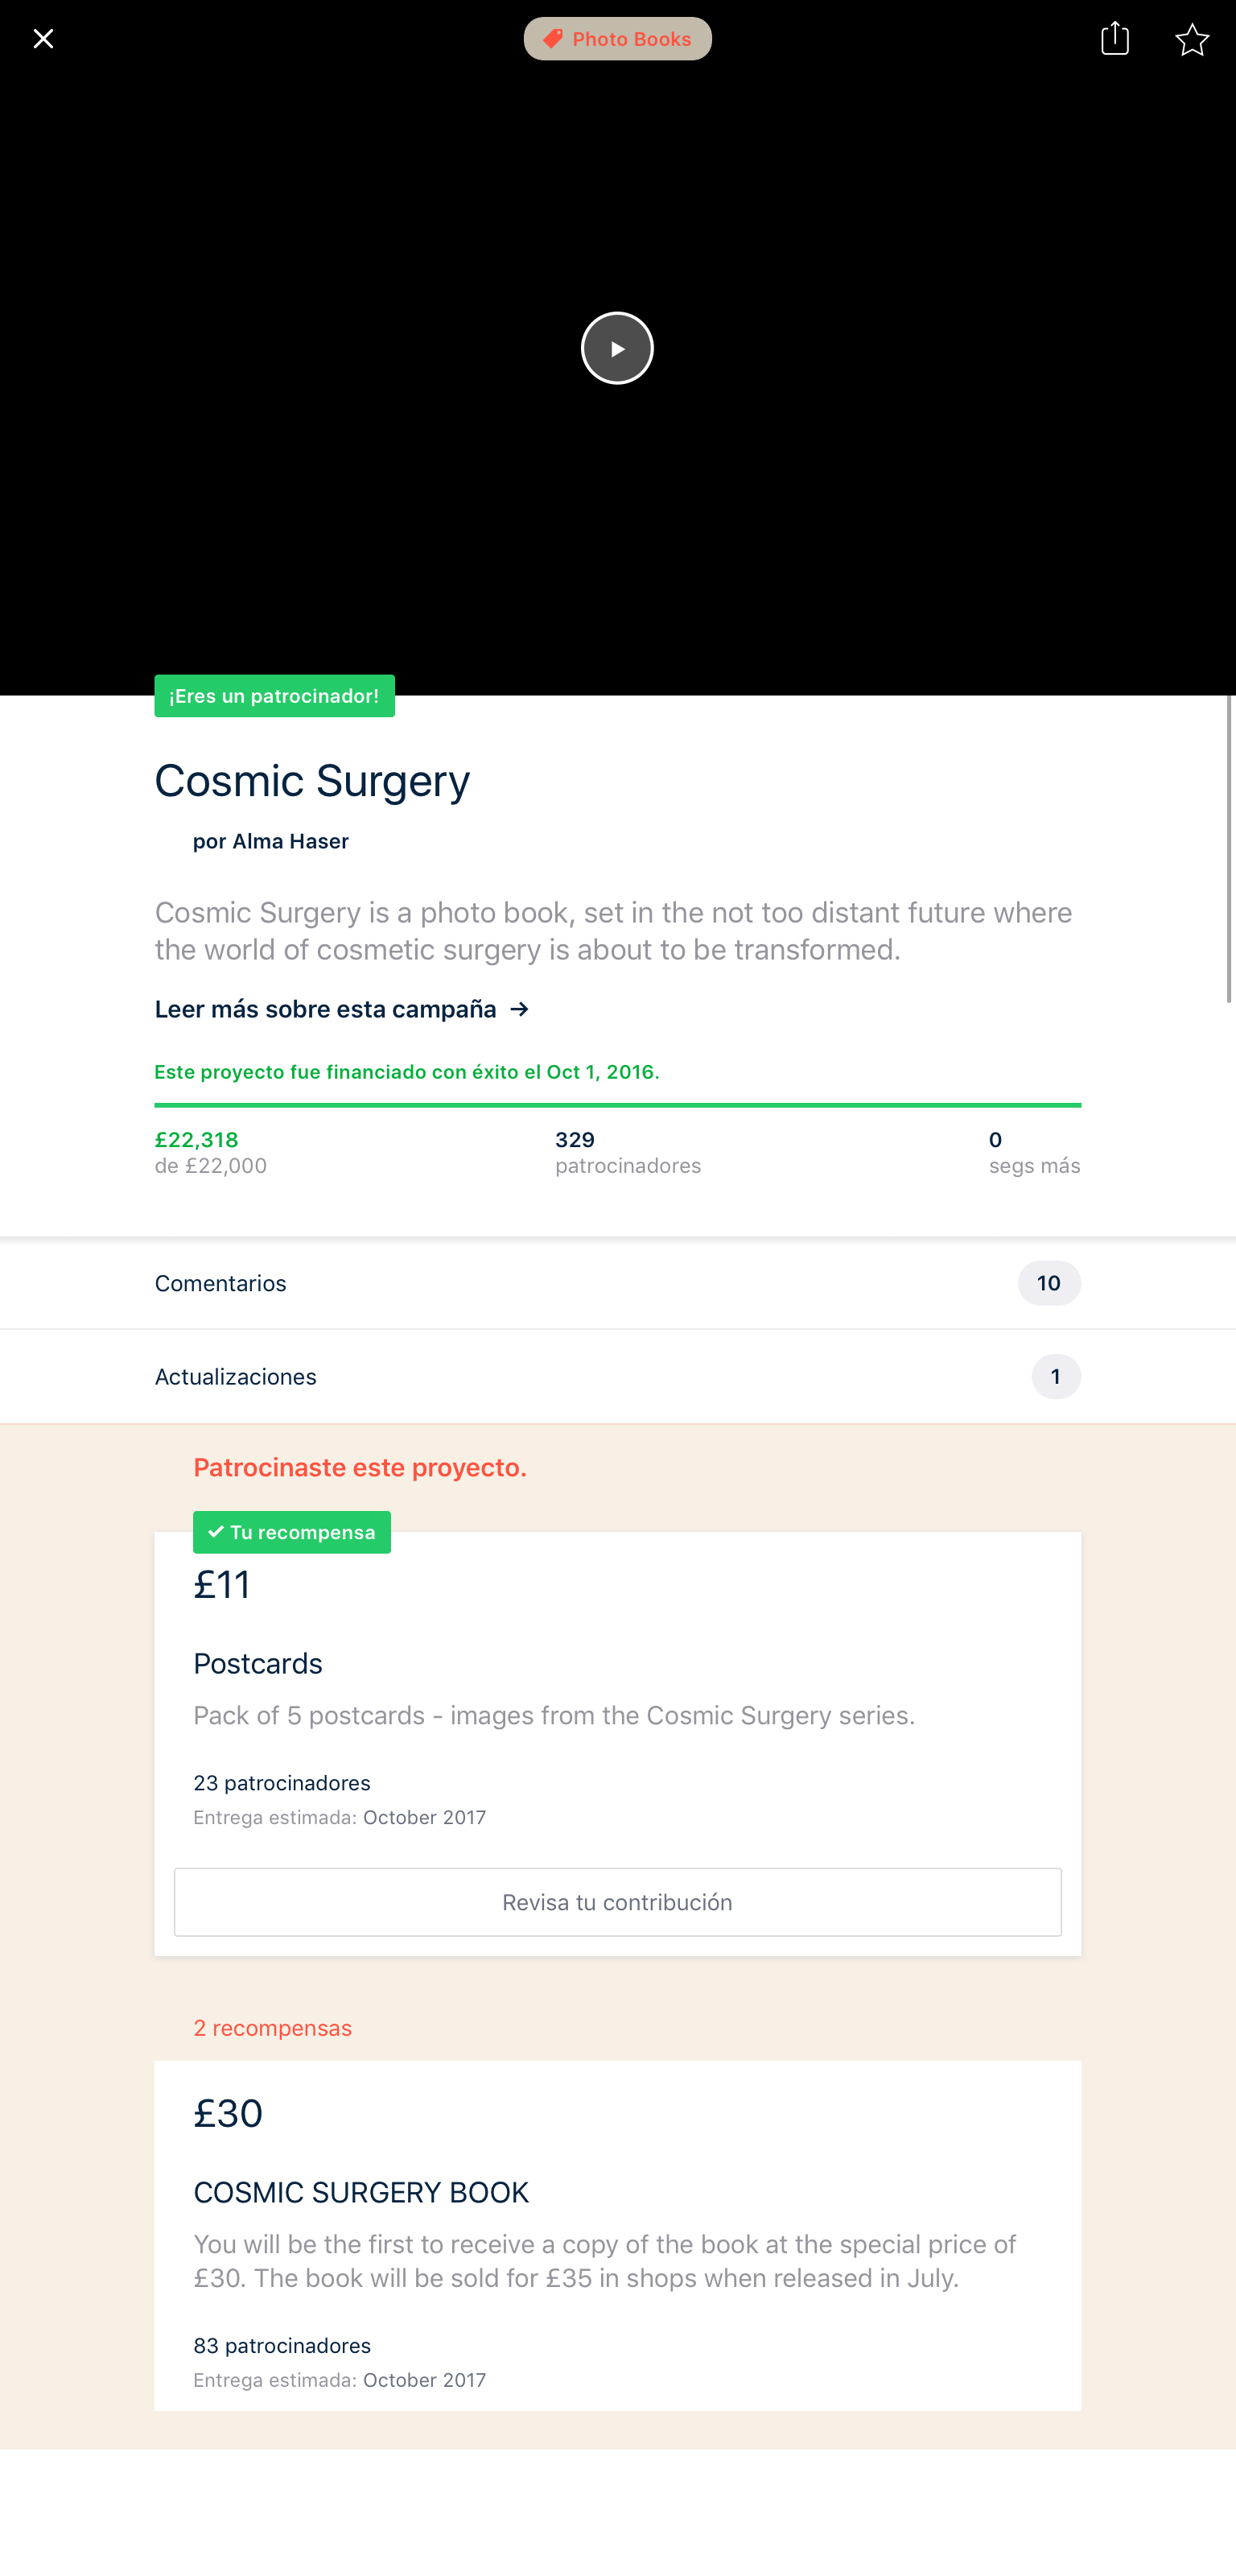 Photo Books
¡Eres un patrocinador!
Cosmic Surgery
por Alma Haser
Cosmic Surgery is a photo book, set in the not too distant future where
the world of cosmetic surgery is about to be transformed.
Leer más sobre esta campaña →
Este proyecto fue financiado con éxito el Oct 1, 2016.
£22,318
de £22,000
329
patrocinadores
0
segs más
Comentarios
10
Actualizaciones
1
Patrocinaste este proyecto.
Tu recompensa
£11
Postcards
Pack of 5 postcards - images from the Cosmic Surgery series.
23 patrocinadores
Entrega estimada: October 2017
Revisa tu contribución
2 recompensas
£30
COSMIC SURGERY BOOK
You will be the first to receive a copy of the book at the special price of
£30. The book will be sold for £35 in shops when released in July.
83 patrocinadores
Entrega estimada: October 2017